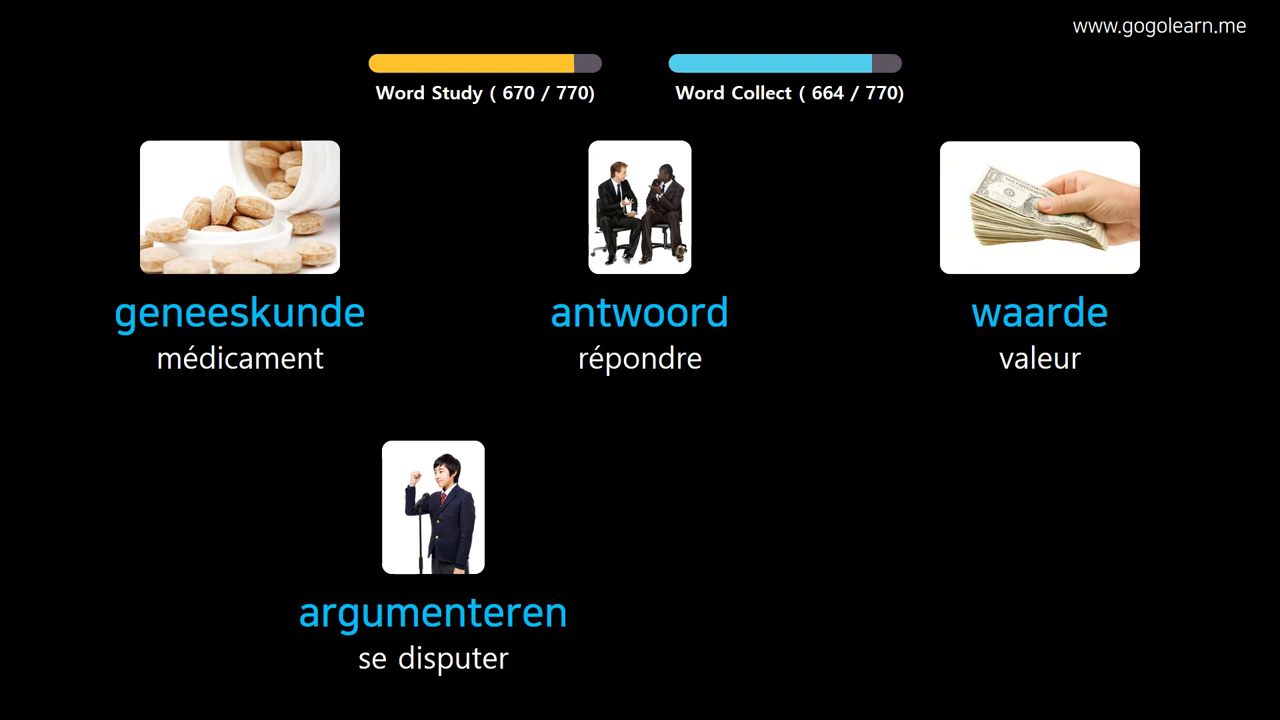 www.gogolearn.me
Word Study ( 670 / 770)
Word Collect ( 664 / 770)
geneeskunde
médicament
antwoord
répondre
waarde
valeur
argumenteren
se disputer